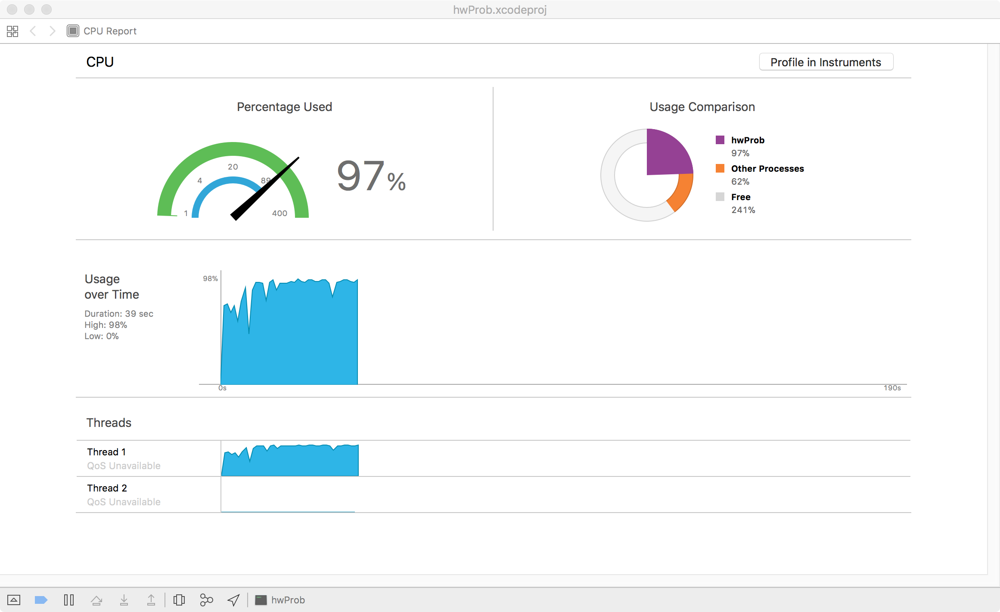 hwProb.xcodeproj
CPU Report
CPU
Profile in Instruments
Percentage Used
Usage Comparison
20
4
89
1
400
97%
hwProb
97%
Other Processes
62%
Free
241%
Usage
over Time
Duration: 39 sec
High: 98%
Low: 0%
98%
0s
190s
Threads
Thread 1
QoS Unavailable
Thread 2
QoS Unavailable
hwProb